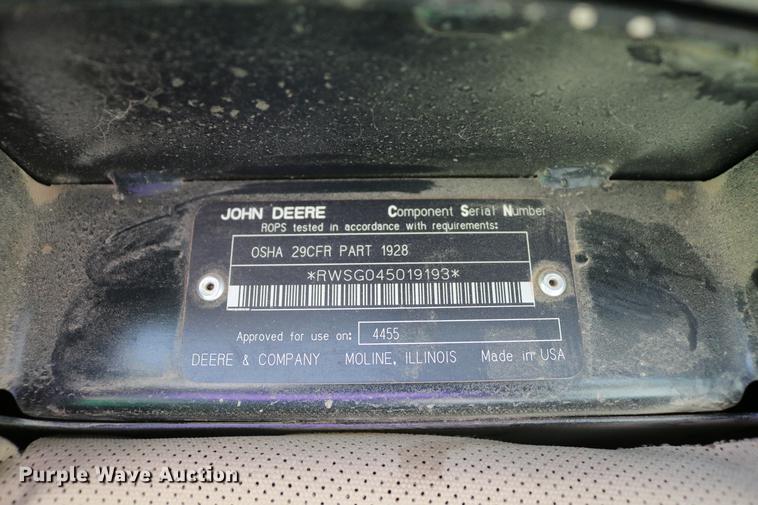 JOHN DEERE Component Serial Number
ROPS tested in accordance with requirements:
OSHA 29CFR PART 1928
*RWSG045019193*
Approved for use on: 4455
DEERE & COMPANY MOLINE, ILLINOIS Made in USA
Purple Wave Auction